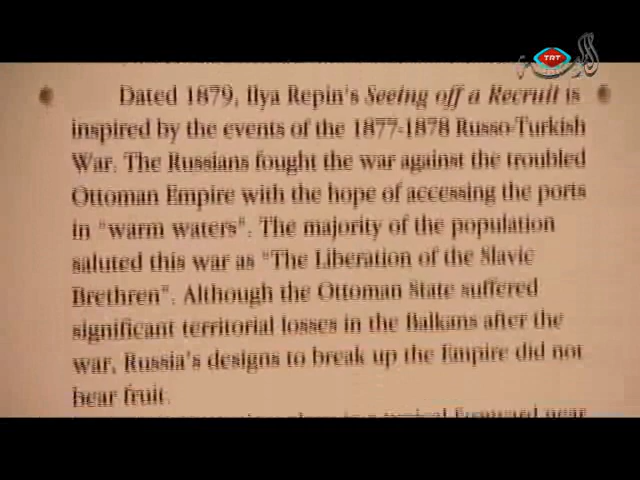 TRT
Dated 1879, Ilya Repin's Seeing off a Recruit is
inspired by the events of the 1877-1878 Russo-Turkish
War. The Russians fought the war against the troubled
Ottoman Empire with the hope of accessing the ports
in "warm waters". The majority of the population
saluted this war as "The Liberation of the Slavic
Brethren". Although the Ottoman State suffered
significant territorial losses in the Balkans after the
war, Russia's designs to break up the Empire did not
bear fruit.